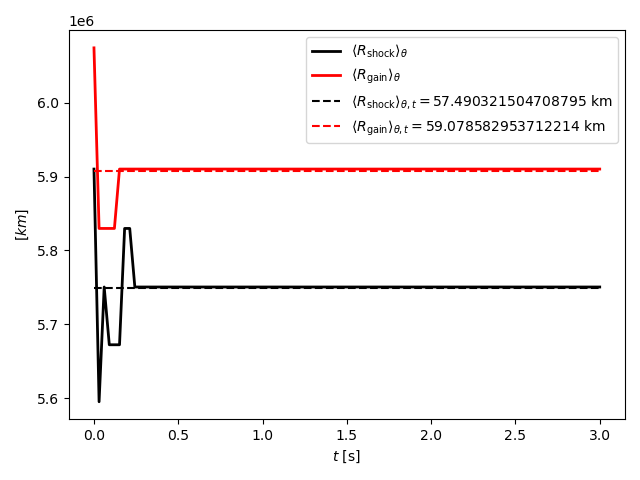 1e6
⟨R_shock⟩_θ
⟨R_gain⟩_θ
⟨R_shock⟩_θ,t = 57.490321504708795 km
⟨R_gain⟩_θ,t = 59.078582953712214 km
6.0
5.9
5.8
5.7
5.6
[km]
0.0 0.5 1.0 1.5 2.0 2.5 3.0
t [s]